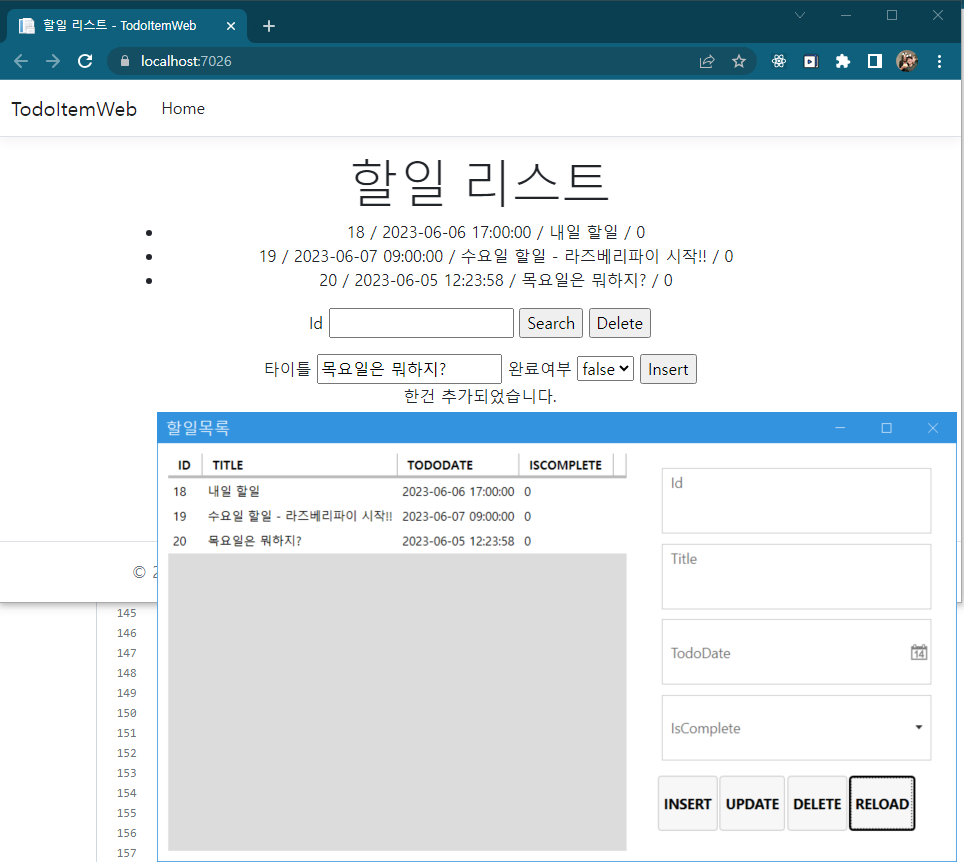 할일 리스트 - TodoItemWeb
localhost:7026
TodoItemWeb Home
할일 리스트
18 / 2023-06-06 17:00:00 / 내일 할일 / 0
19 / 2023-06-07 09:00:00 / 수요일 할일 - 라즈베리파이 시작!! / 0
20 / 2023-06-05 12:23:58 / 목요일은 뭐하지? / 0
Id Search Delete
타이틀 목요일은 뭐하지? 완료여부 false Insert
한건 추가되었습니다.
©
할일목록
ID TITLE TODODATE ISCOMPLETE
18 내일 할일 2023-06-06 17:00:00 0
19 수요일 할일 - 라즈베리파이 시작!! 2023-06-07 09:00:00 0
20 목요일은 뭐하지? 2023-06-05 12:23:58 0
Id
Title
TodoDate 14
IsComplete
INSERT UPDATE DELETE RELOAD
145
146
147
148
149
150
151
152
153
154
155
156
157